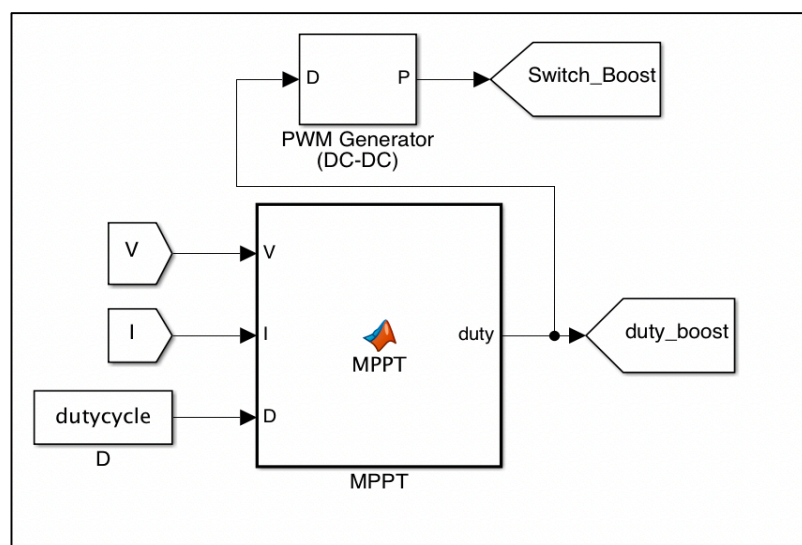 D
P
Switch_Boost
PWM Generator
(DC-DC)
V
V
I
I
MPPT
duty
duty_boost
dutycycle
D
D
MPPT